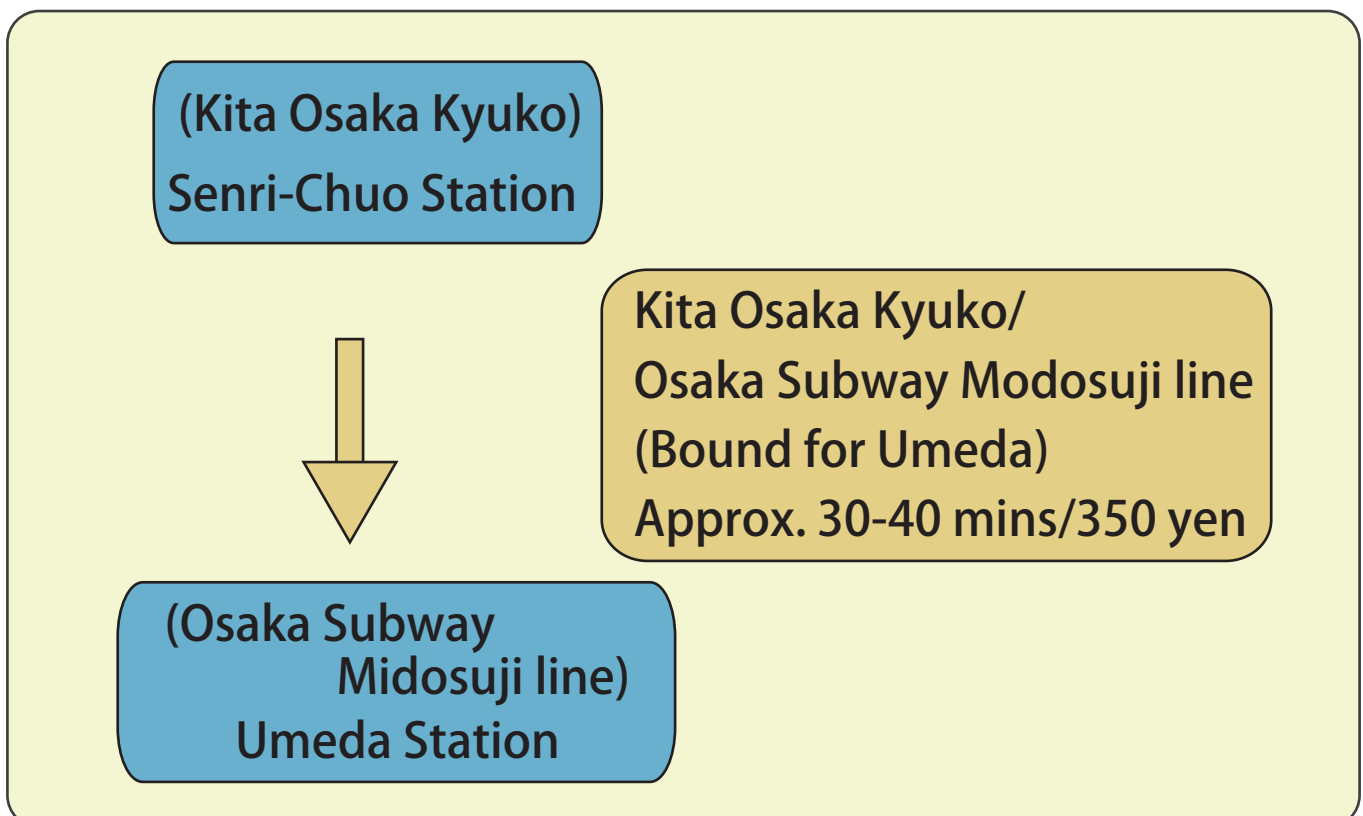 (Kita Osaka Kyuko)
Senri-Chuo Station
Kita Osaka Kyuko/
Osaka Subway Modosuji line
(Bound for Umeda)
Approx. 30-40 mins/350 yen
(Osaka Subway
Midosuji line)
Umeda Station